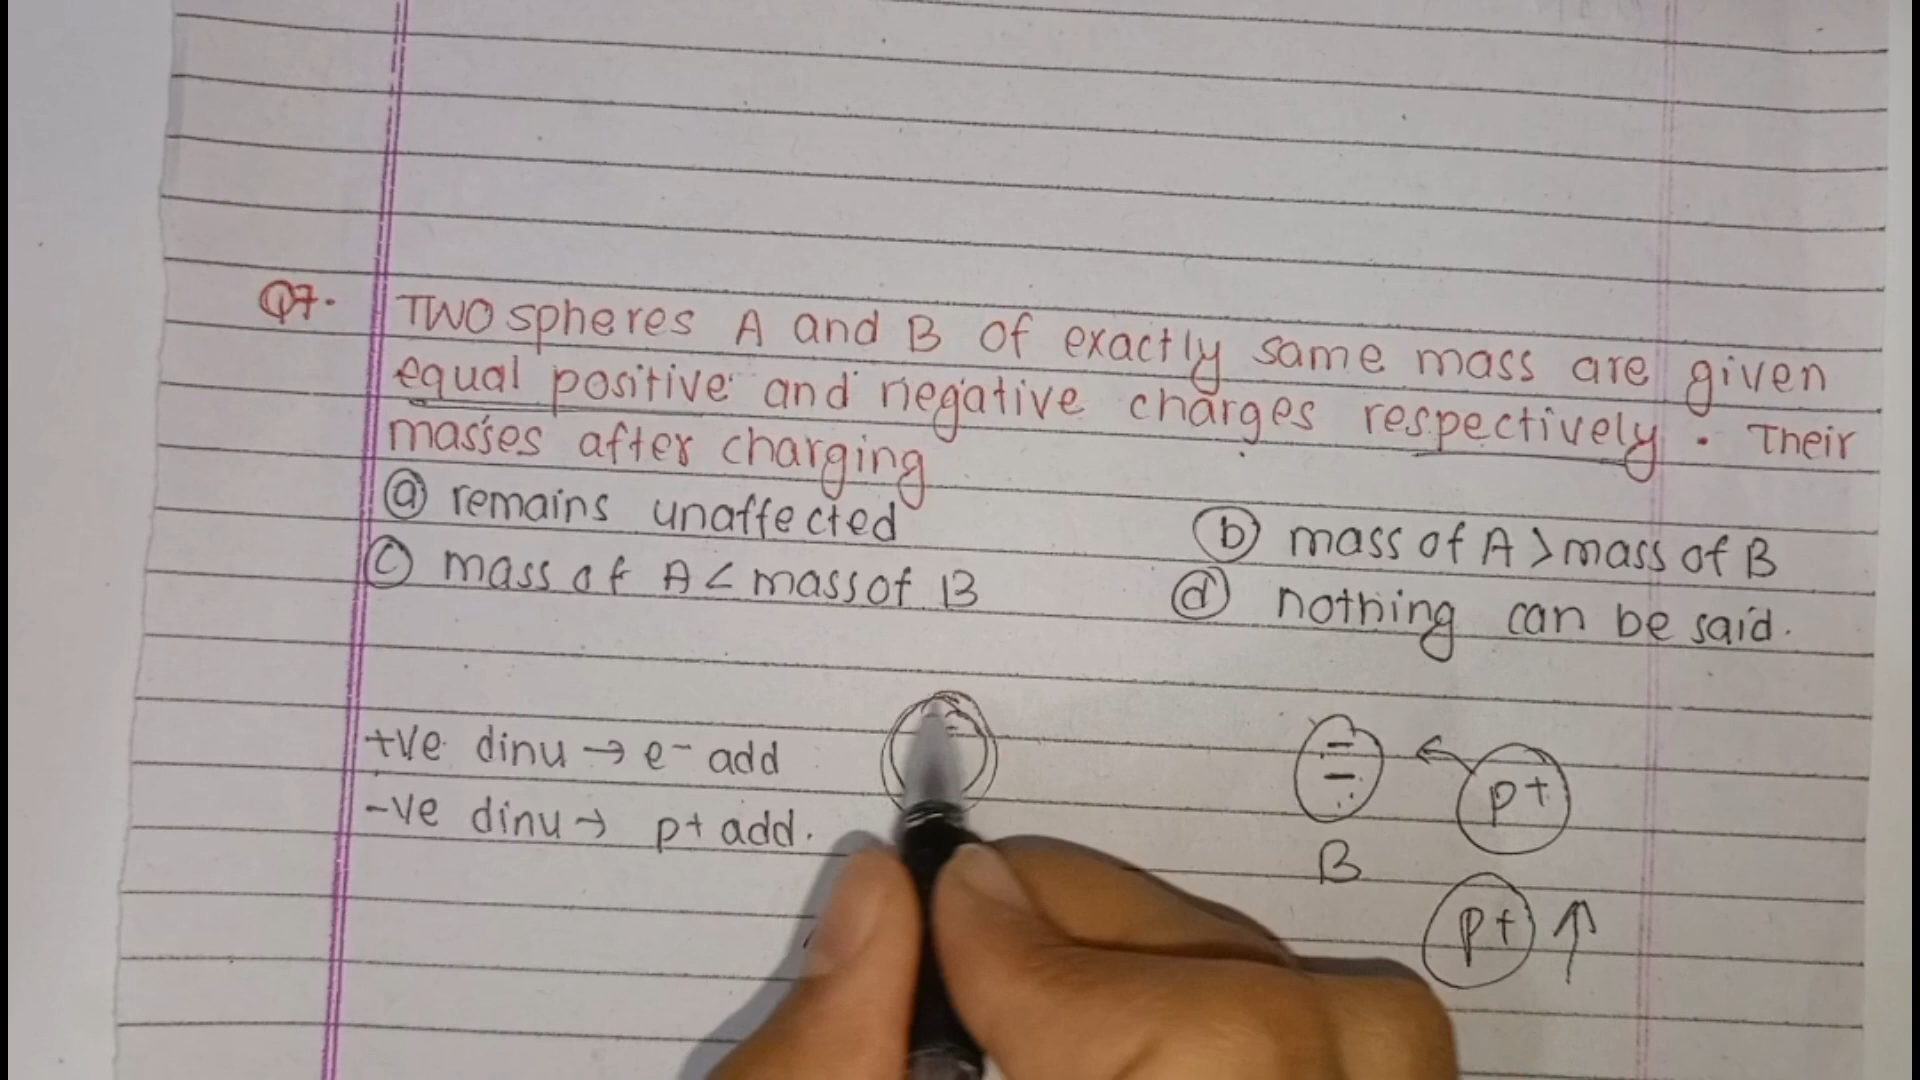 Q7. Two spheres A and B of exactly same mass are given
equal positive and negative charges respectively. Their
masses after charging
(a) remains unaffected
(b) mass of A > mass of B
(c) mass of A < mass of B
(d) nothing can be said.
+ve dinu → e⁻ add
-ve dinu → p+ add.
p+
B
p+ ↑